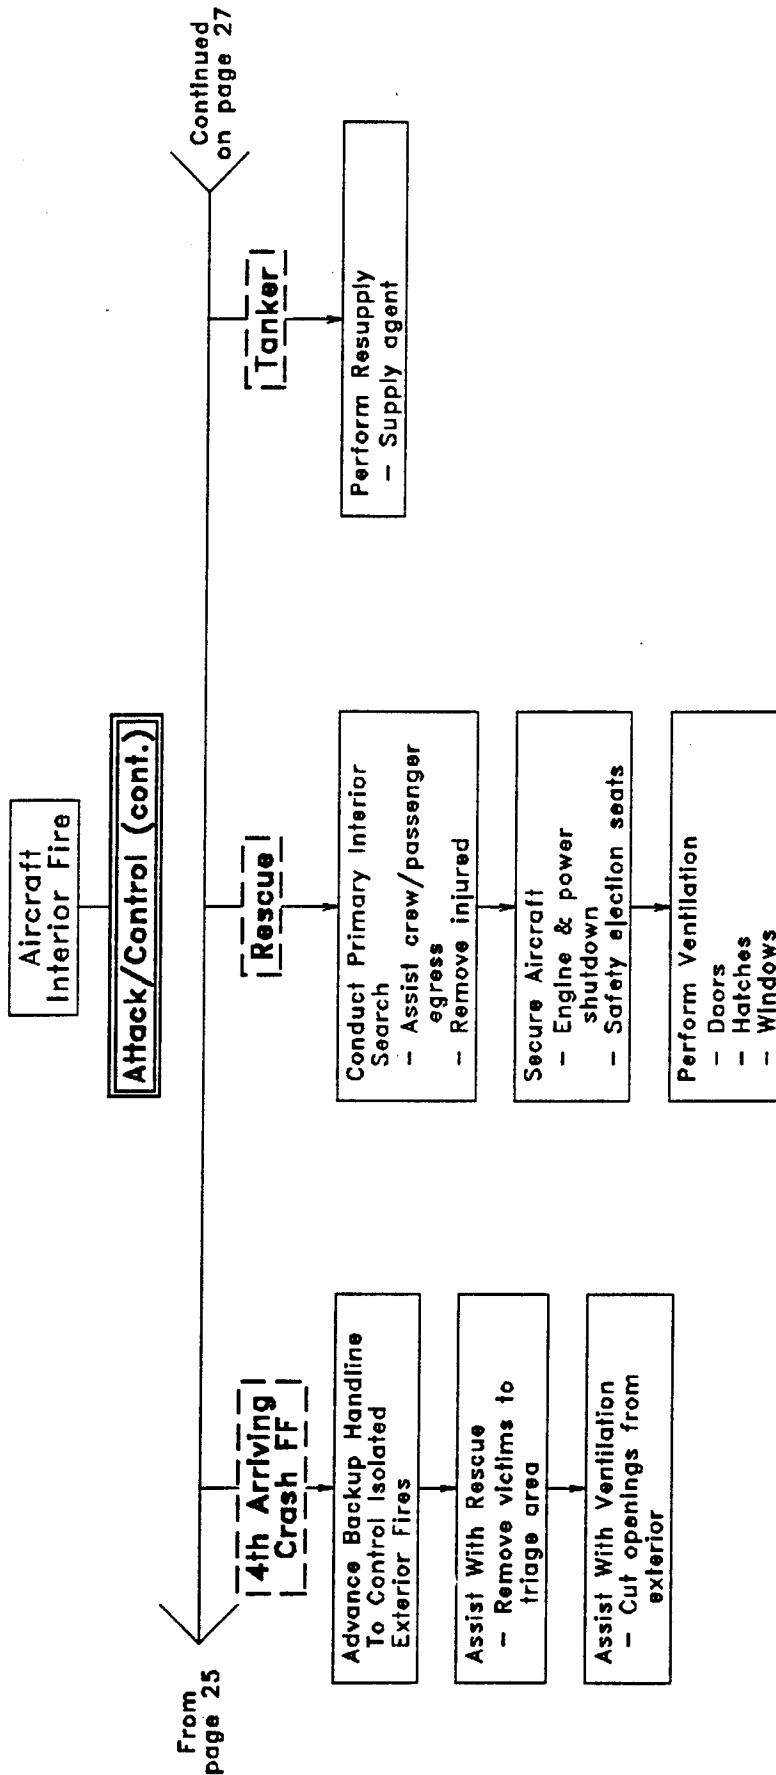 Aircraft
Interior Fire
Attack/Control (cont.)
From
page 25
Continued
on page 27
4th Arriving
Crash FF
Advance Backup Handline
To Control Isolated
Exterior Fires
Assist With Rescue
– Remove victims to
triage area
Assist With Ventilation
– Cut openings from
exterior
Rescue
Conduct Primary Interior
Search
– Assist crew/passenger
egress
– Remove injured
Secure Aircraft
– Engine & power
shutdown
– Safety ejection seats
Perform Ventilation
– Doors
– Hatches
– Windows
Tanker
Perform Resupply
– Supply agent